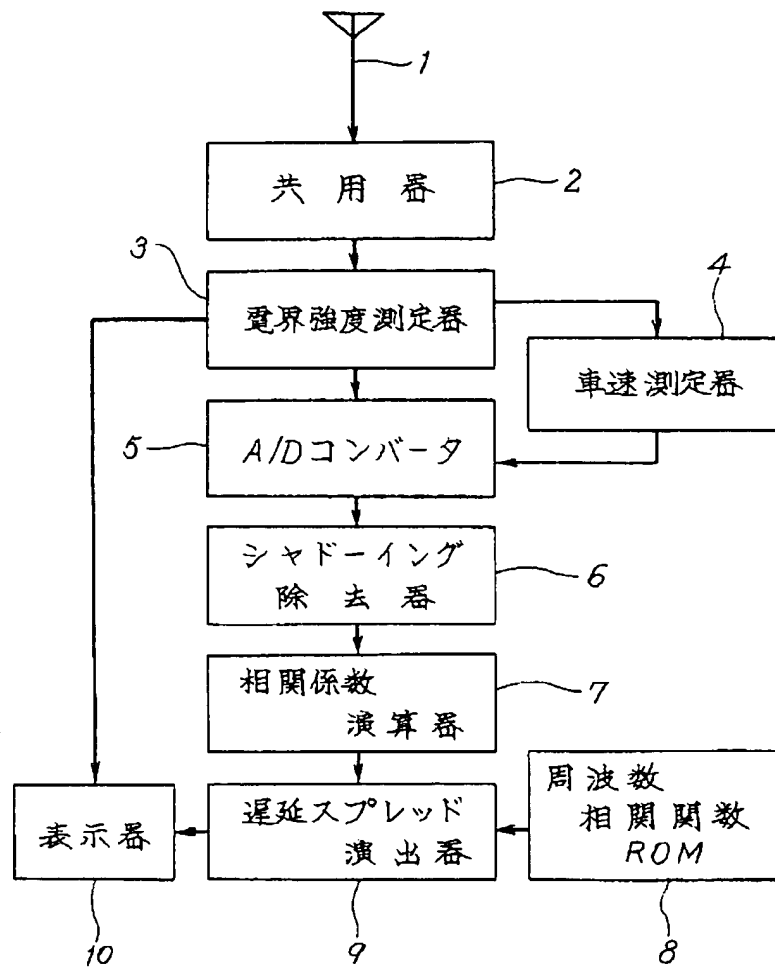 1
共用器
2
3
電界強度測定器
4
車速測定器
5
A/Dコンバータ
シャドーイング
除去器
6
相関係数
演算器
7
周波数
相関関数
ROM
8
遅延スプレッド
演出器
9
表示器
10